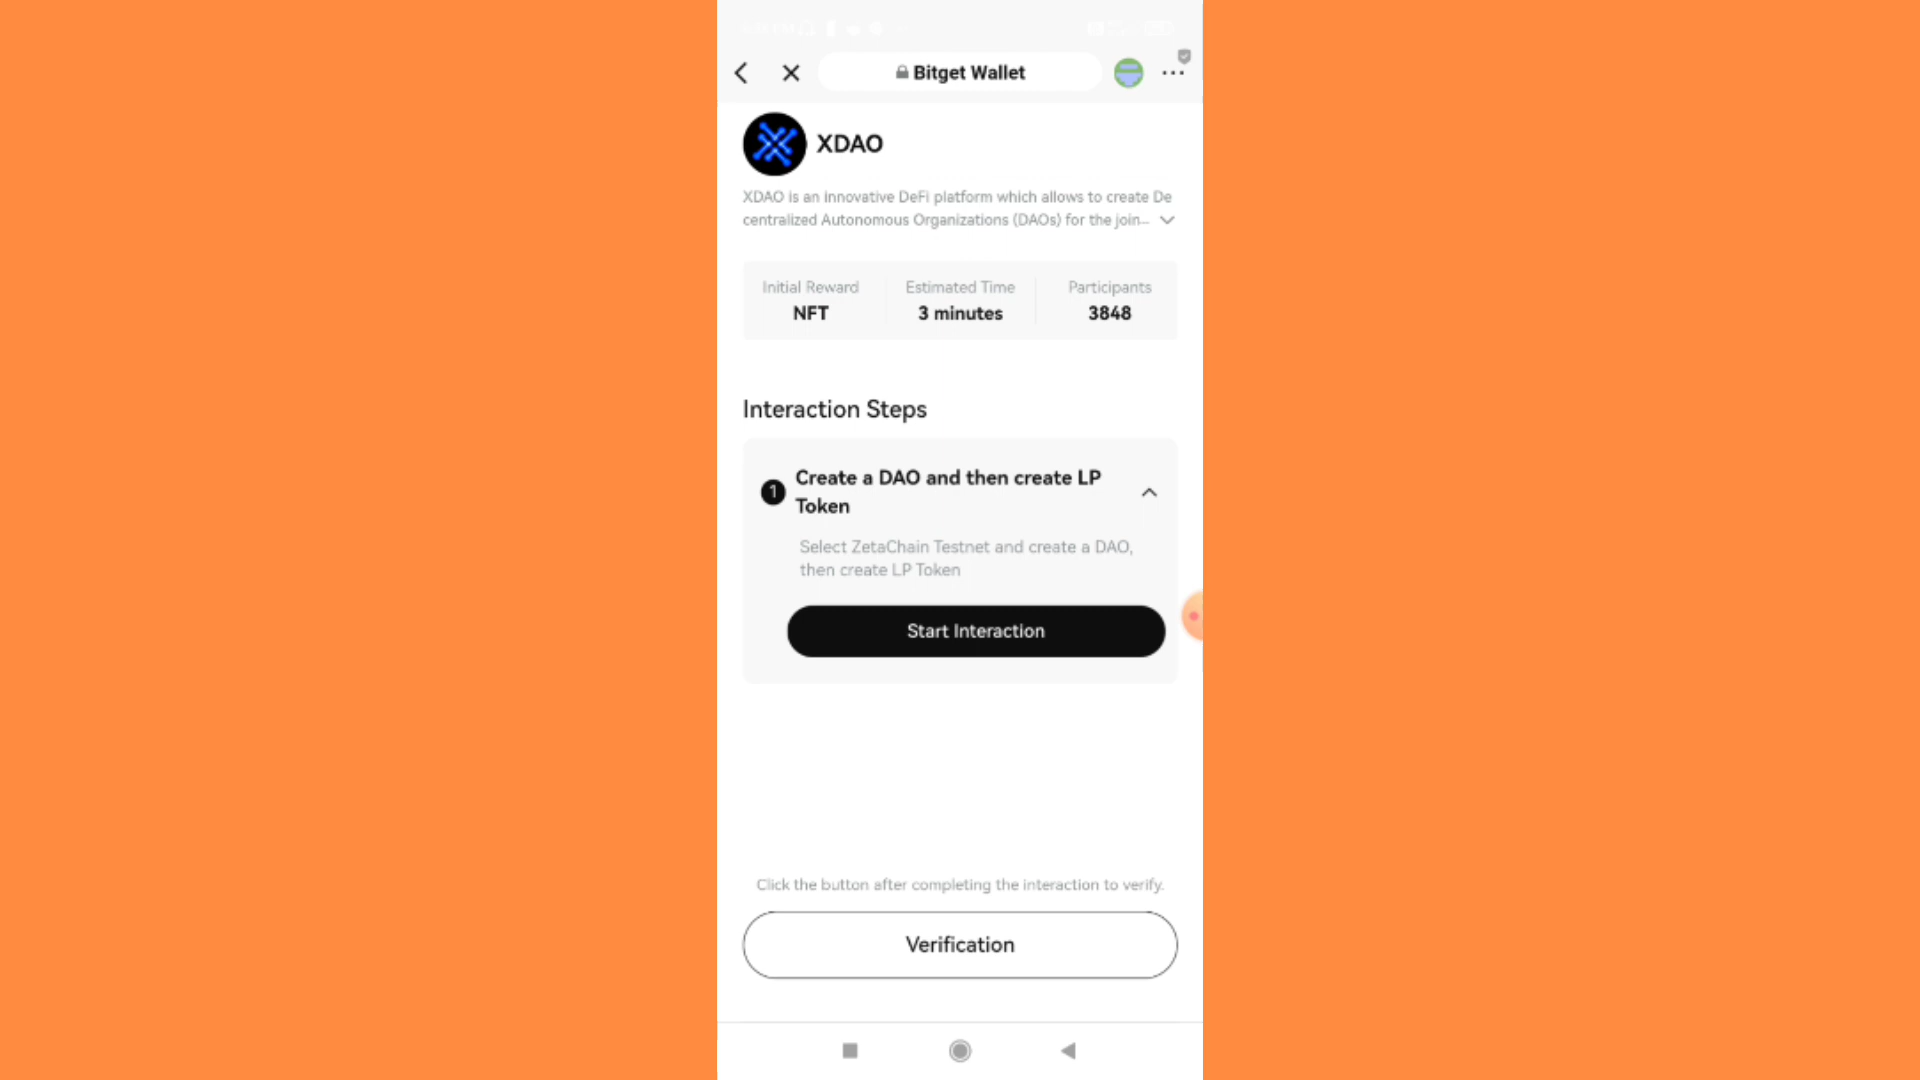 Bitget Wallet
XDAO
XDAO is an innovative DeFi platform which allows to create De
centralized Autonomous Organizations (DAOs) for the join...
Initial Reward
NFT
Estimated Time
3 minutes
Participants
3848
Interaction Steps
1
Create a DAO and then create LP
Token
Select ZetaChain Testnet and create a DAO,
then create LP Token
Start Interaction
Click the button after completing the interaction to verify.
Verification